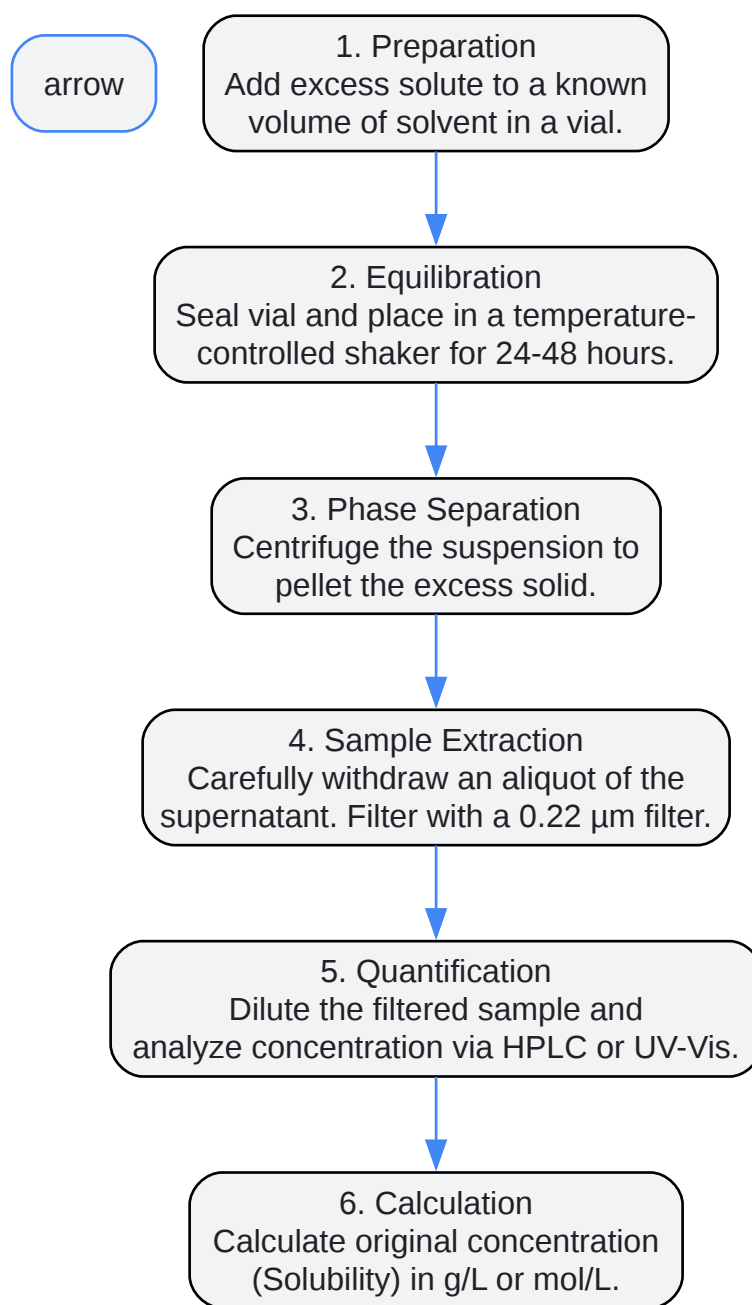 arrow
1. Preparation
Add excess solute to a known
volume of solvent in a vial.
2. Equilibration
Seal vial and place in a temperature-
controlled shaker for 24-48 hours.
3. Phase Separation
Centrifuge the suspension to
pellet the excess solid.
4. Sample Extraction
Carefully withdraw an aliquot of the
supernatant. Filter with a 0.22 µm filter.
5. Quantification
Dilute the filtered sample and
analyze concentration via HPLC or UV-Vis.
6. Calculation
Calculate original concentration
(Solubility) in g/L or mol/L.